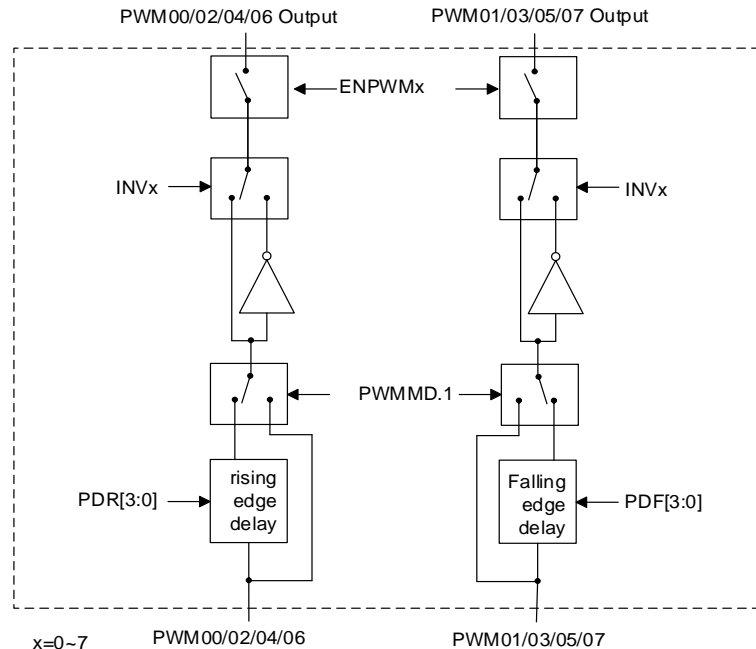 PWM00/02/04/06 Output
PWM01/03/05/07 Output
ENPWMx
INVx
INVx
PWMMD.1
PDR[3:0]
rising
edge
delay
Falling
edge
delay
PDF[3:0]
x=0~7
PWM00/02/04/06
PWM01/03/05/07